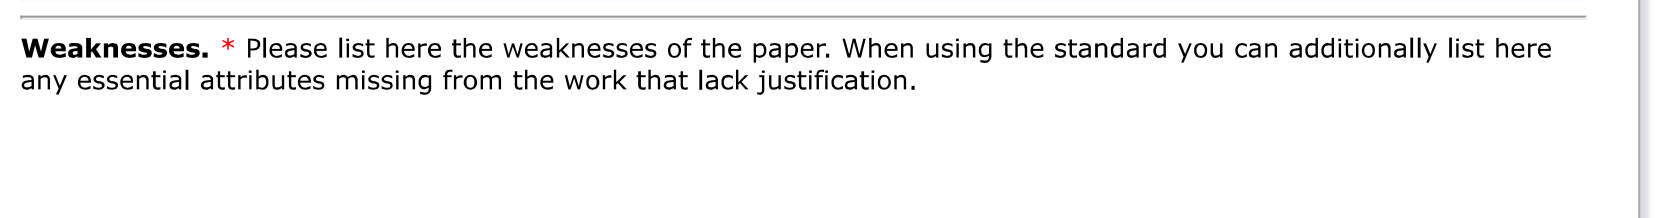 Weaknesses. * Please list here the weaknesses of the paper. When using the standard you can additionally list here
any essential attributes missing from the work that lack justification.